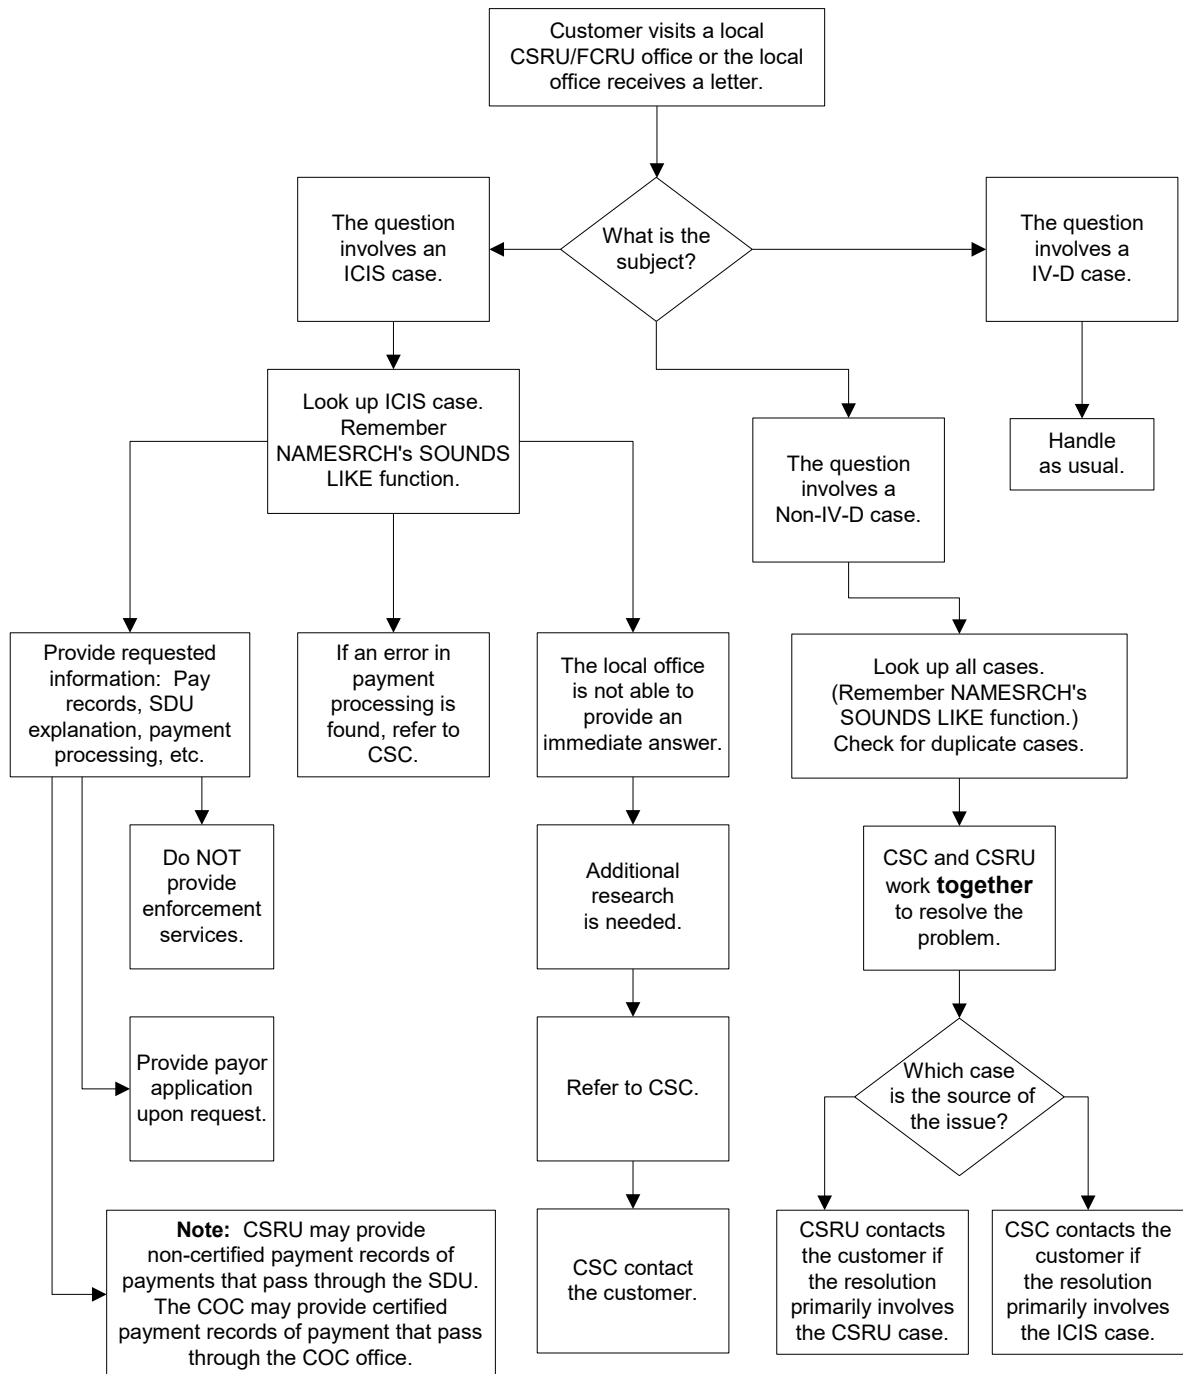 Customer visits a local
CSRU/FCRU office or the local
office receives a letter.
The question
involves an
ICIS case.
What is the
subject?
The question
involves a
IV-D case.
Look up ICIS case.
Remember
NAMESRCH's SOUNDS
LIKE function.
The question
involves a
Non-IV-D case.
Handle
as usual.
Provide requested
information:  Pay
records, SDU
explanation, payment
processing, etc.
If an error in
payment
processing is
found, refer to
CSC.
The local office
is not able to
provide an
immediate answer.
Look up all cases.
(Remember NAMESRCH's
SOUNDS LIKE function.)
Check for duplicate cases.
Do NOT
provide
enforcement
services.
Additional
research
is needed.
CSC and CSRU
work together
to resolve the
problem.
Provide payor
application
upon request.
Refer to CSC.
Which case
is the source of
the issue?
Note:  CSRU may provide
non-certified payment records of
payments that pass through the SDU.
The COC may provide certified
payment records of payment that pass
through the COC office.
CSC contact
the customer.
CSRU contacts
the customer if
the resolution
primarily involves
the CSRU case.
CSC contacts the
customer if
the resolution
primarily involves
the ICIS case.